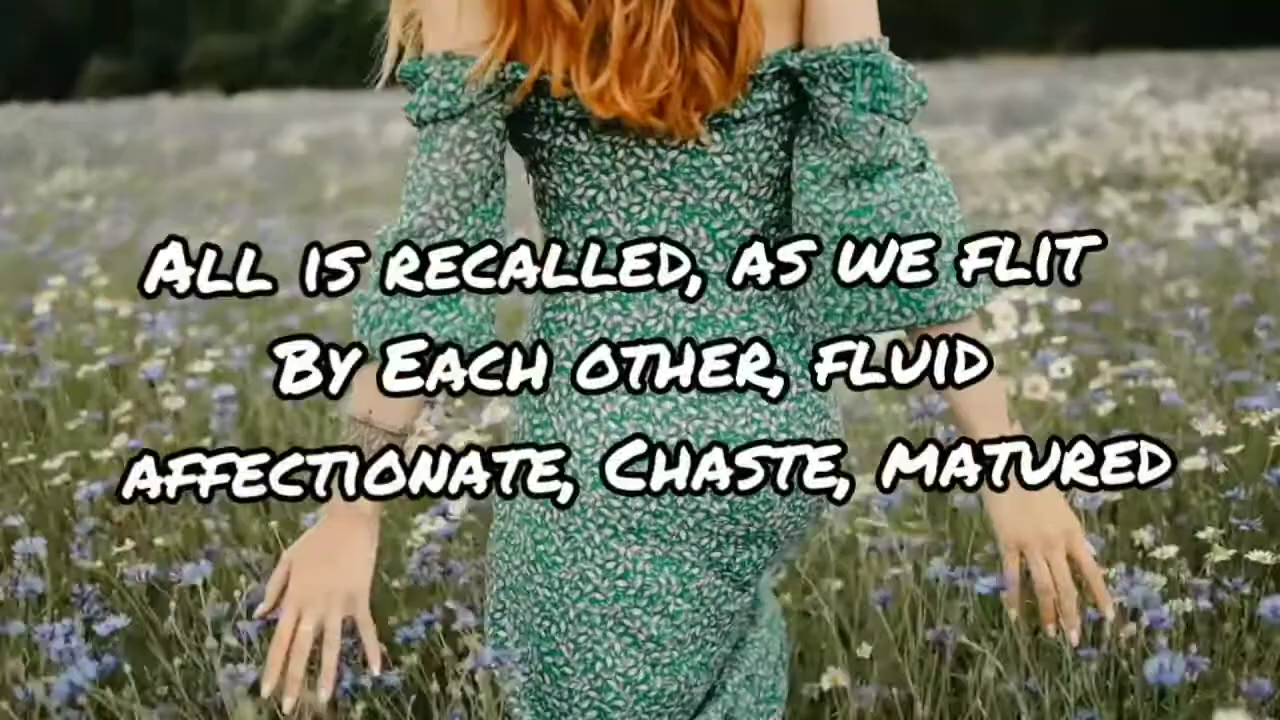 All is recalled, as we flit
By Each other, fluid
affectionate, Chaste, matured